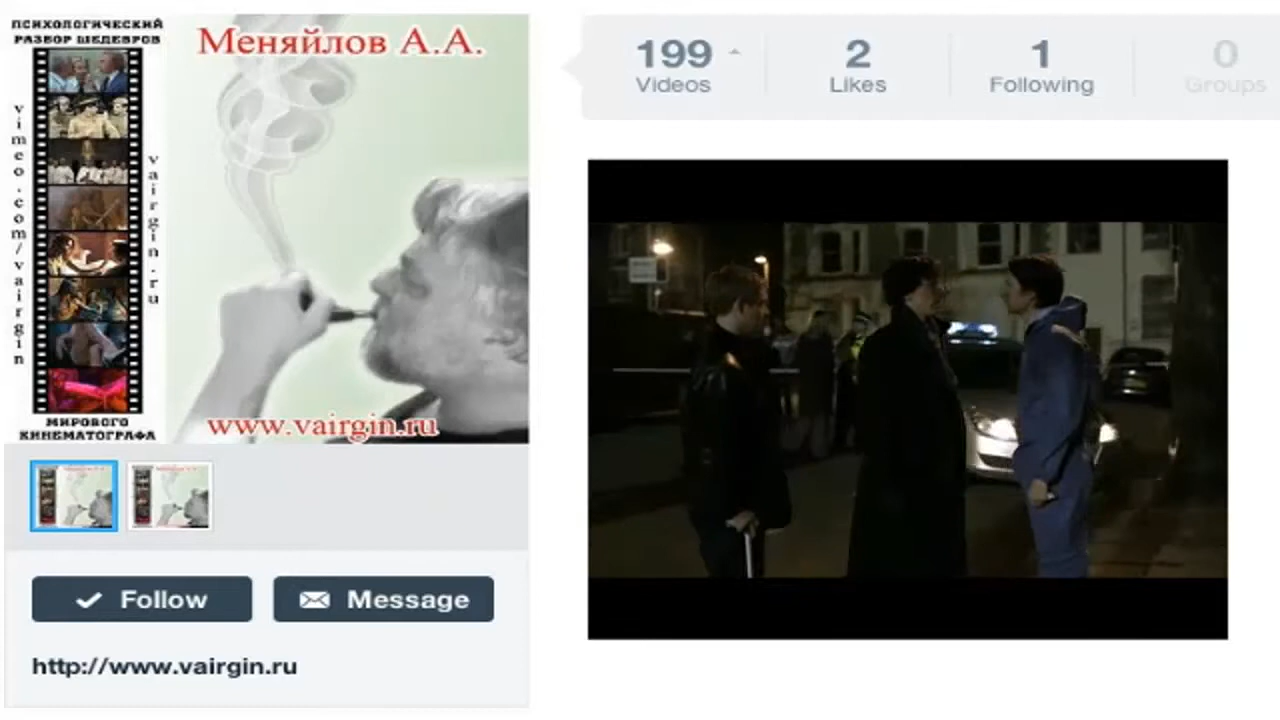 ПСИХОЛОГИЧЕСКИЙ
РАЗБОР ШЕДЕВРОВ
vimeo.com/vairgin
vairgin.ru
МИРОВОГО
КИНЕМАТОГРАФА
Меняйлов А.А.
www.vairgin.ru
Follow
Message
http://www.vairgin.ru
199
Videos
2
Likes
1
Following
0
Groups